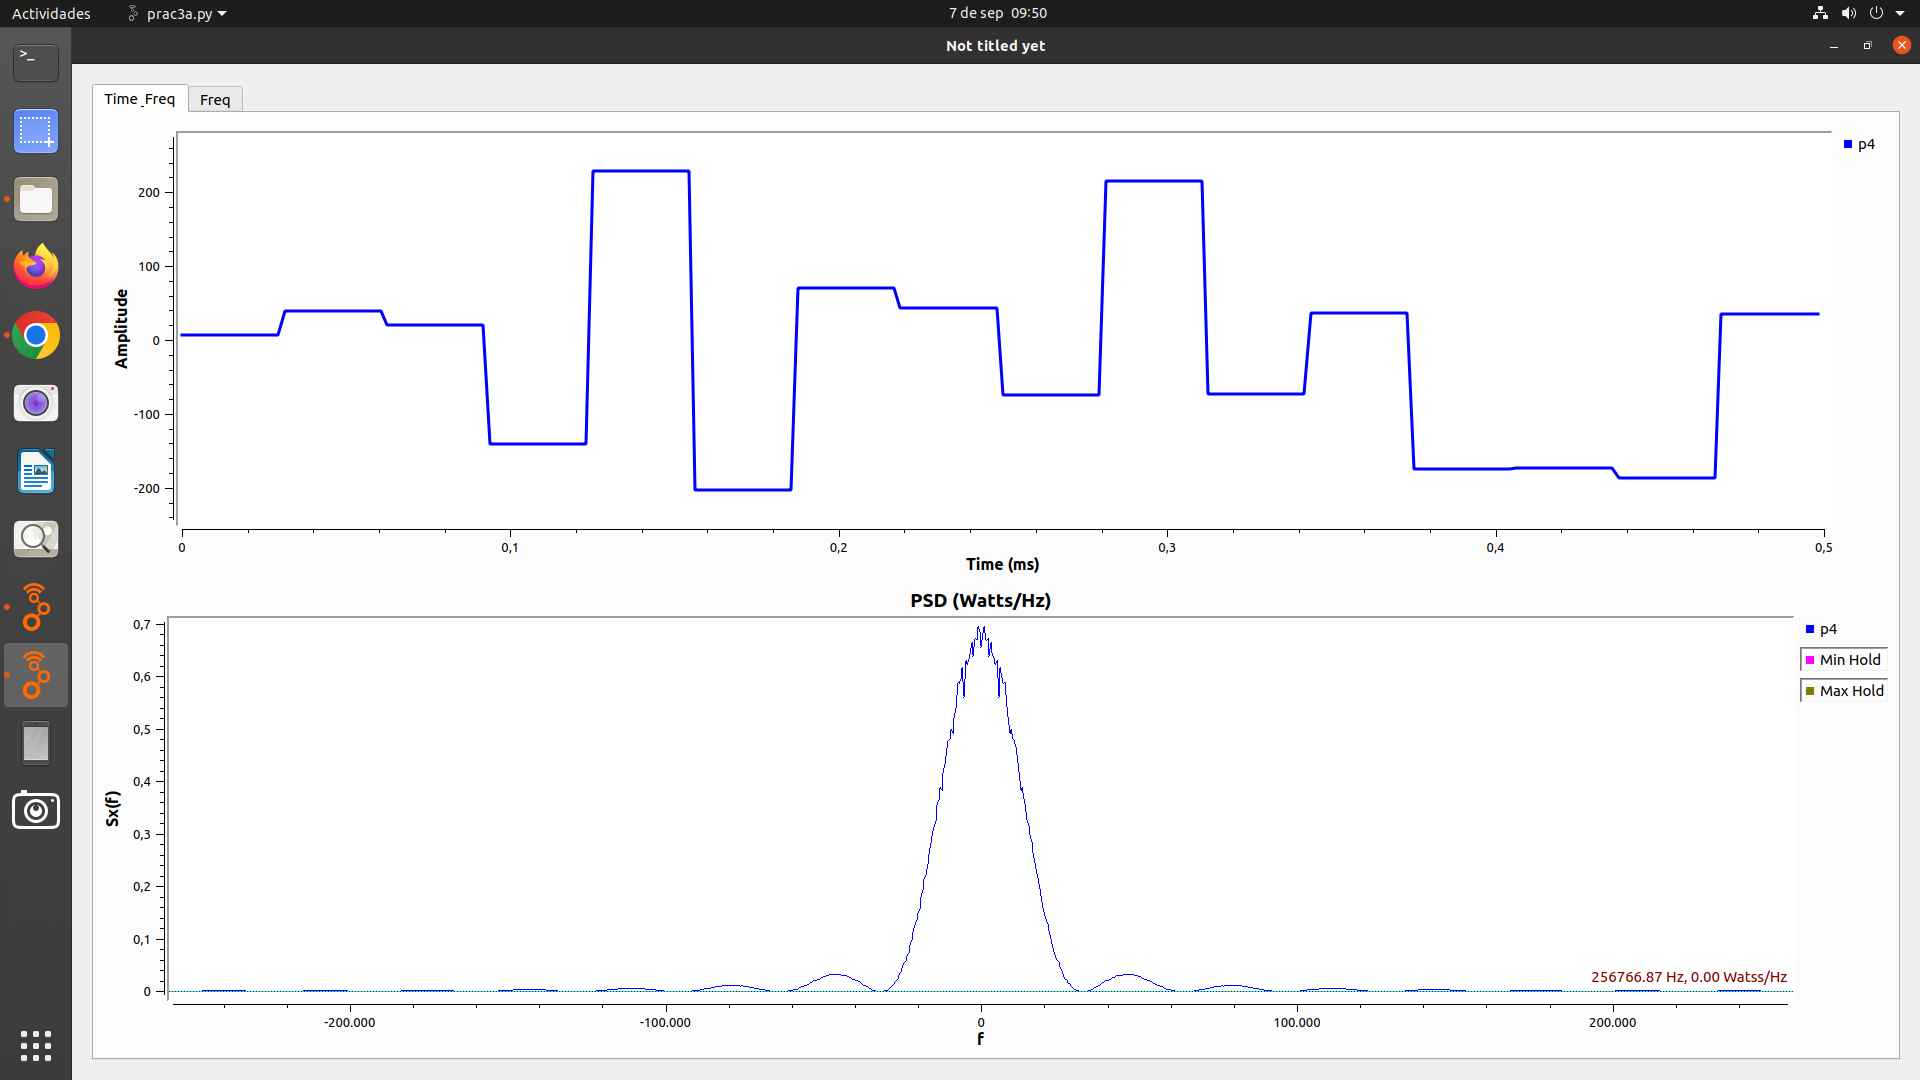 Actividades
prac3a.py
7 de sep 09:50
Not titled yet
Time_Freq
Freq
p4
200
100
0
-100
-200
Amplitude
0
0,1
0,2
0,3
0,4
0,5
Time (ms)
PSD (Watts/Hz)
p4
Min Hold
Max Hold
0,7
0,6
0,5
0,4
0,3
0,2
0,1
0
Sx(f)
256766.87 Hz, 0.00 Watss/Hz
-200.000
-100.000
0
100.000
200.000
f